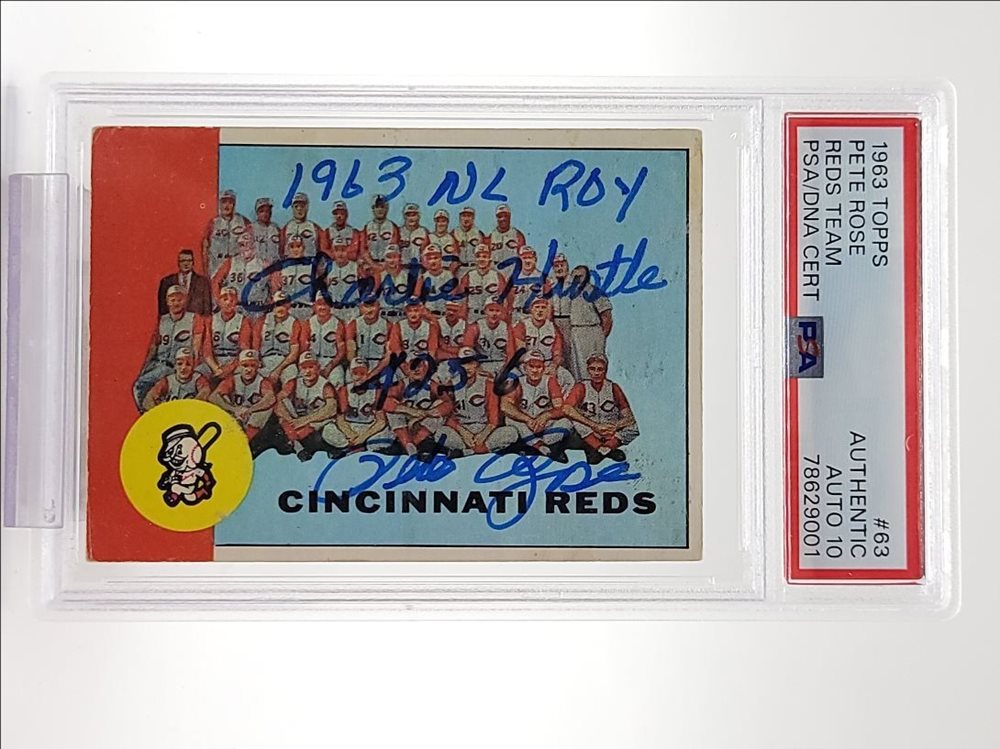 1963 NL ROY
Charlie Hustle
4256
Pete Rose
CINCINNATI REDS
1963 TOPPS
PETE ROSE
REDS TEAM
PSA/DNA CERT
PSA
#63
AUTHENTIC
AUTO 10
78629001